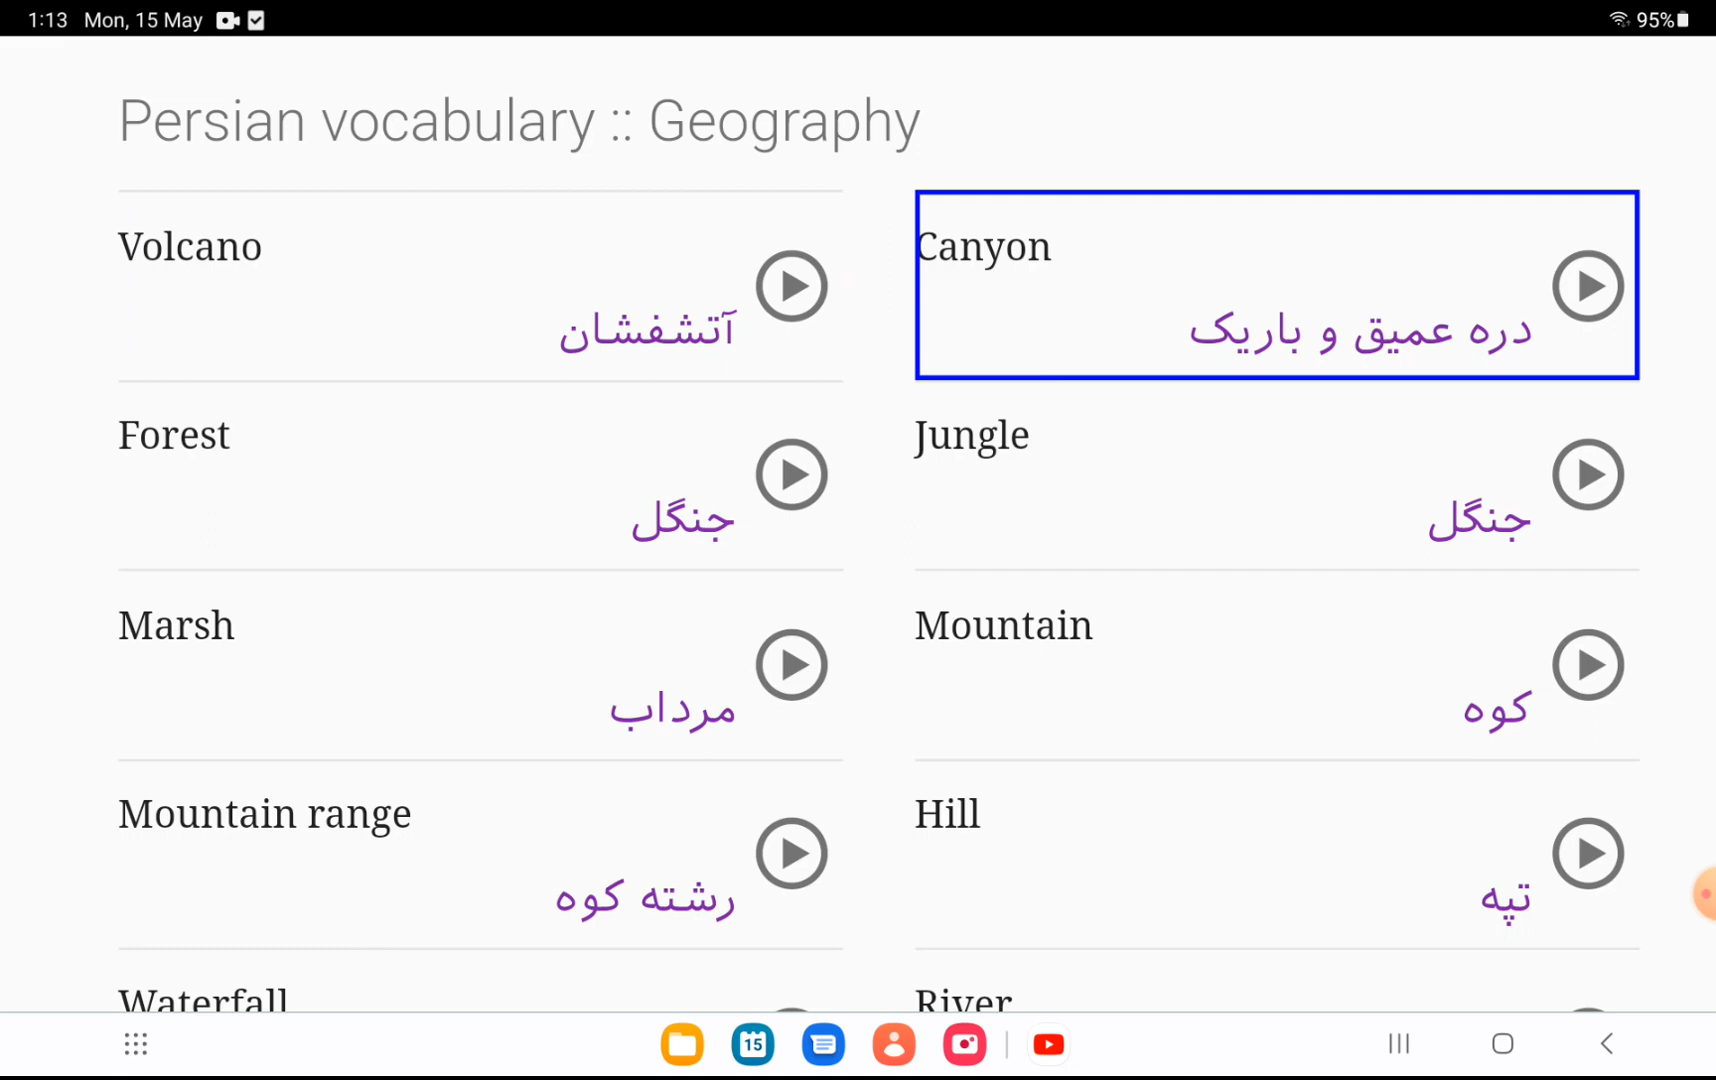 1:13 Mon, 15 May
95%
Persian vocabulary :: Geography
Volcano
آتشفشان
Canyon
دره عمیق و باریک
Forest
جنگل
Jungle
جنگل
Marsh
مرداب
Mountain
کوه
Mountain range
رشته کوه
Hill
تپه
Waterfall
River
15